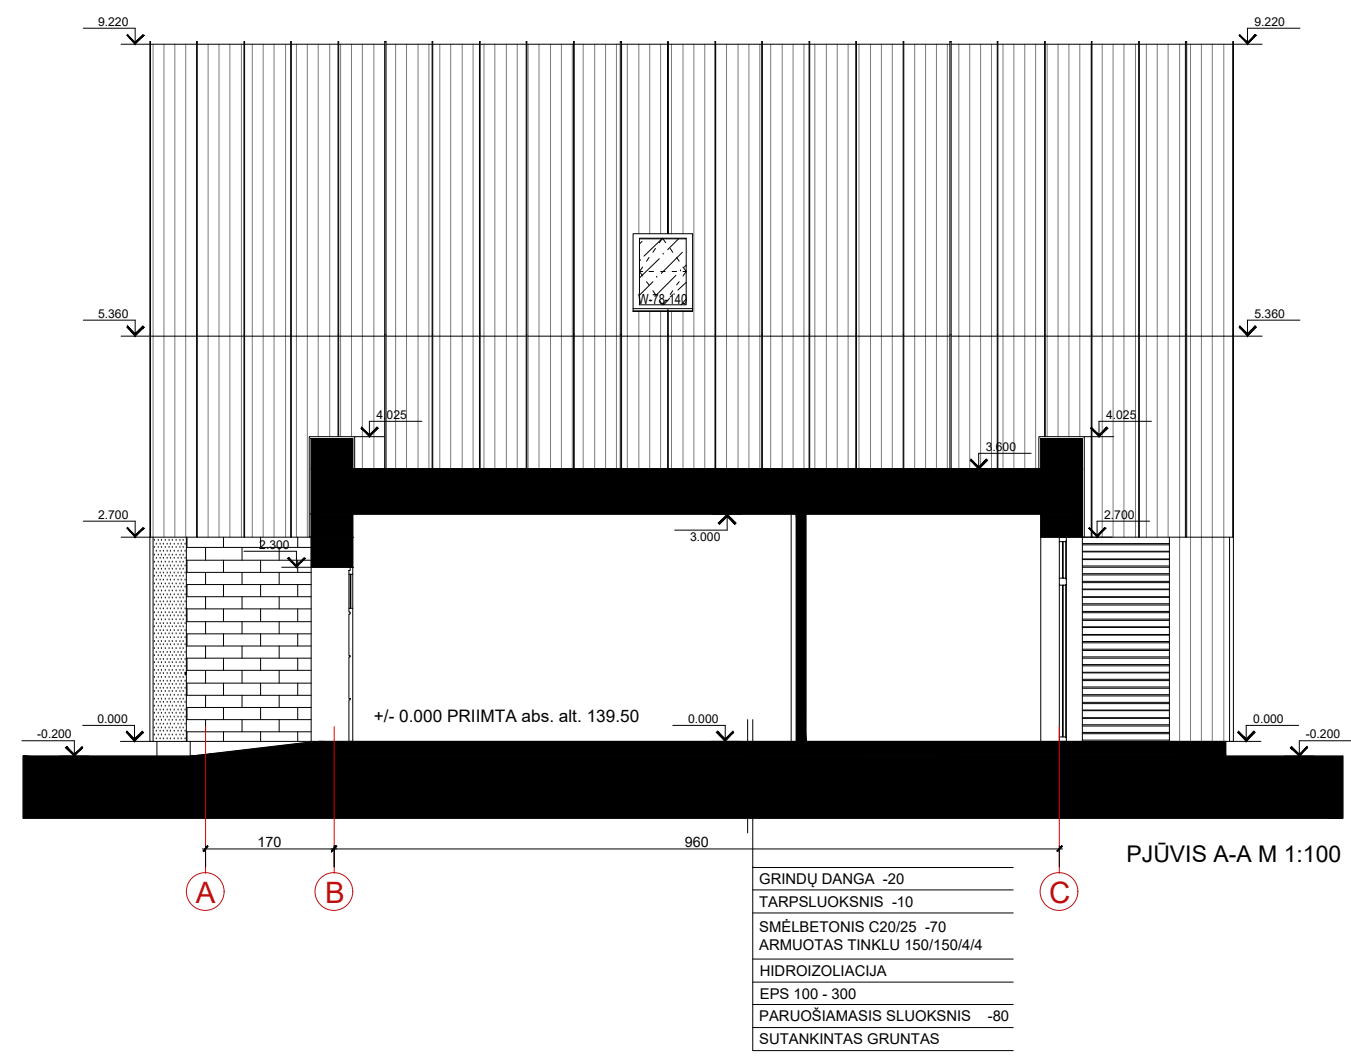 9.220
9.220
W-78-140
5.360
5.360
4.025
4.025
3.600
2.700
2.700
3.000
2.300
+/- 0.000 PRIIMTA abs. alt. 139.50
0.000
0.000
0.000
-0.200
-0.200
170
960
PJŪVIS A-A M 1:100
A
B
C
GRINDŲ DANGA -20
TARPSLUOKSNIS -10
SMĖLBETONIS C20/25 -70
ARMUOTAS TINKLU 150/150/4/4
HIDROIZOLIACIJA
EPS 100 - 300
PARUOŠIAMASIS SLUOKSNIS -80
SUTANKINTAS GRUNTAS